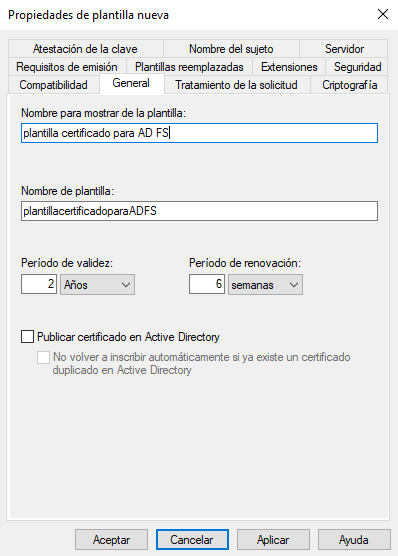 Propiedades de plantilla nueva
Atestación de la clave
Nombre del sujeto
Servidor
Requisitos de emisión
Plantillas reemplazadas
Extensiones
Seguridad
Compatibilidad
General
Tratamiento de la solicitud
Criptografía
Nombre para mostrar de la plantilla:
plantilla certificado para AD FS
Nombre de plantilla:
plantillacertificadoparaADFS
Período de validez:
Período de renovación:
2
Años
6
semanas
Publicar certificado en Active Directory
No volver a inscribir automáticamente si ya existe un certificado
duplicado en Active Directory
Aceptar
Cancelar
Aplicar
Ayuda